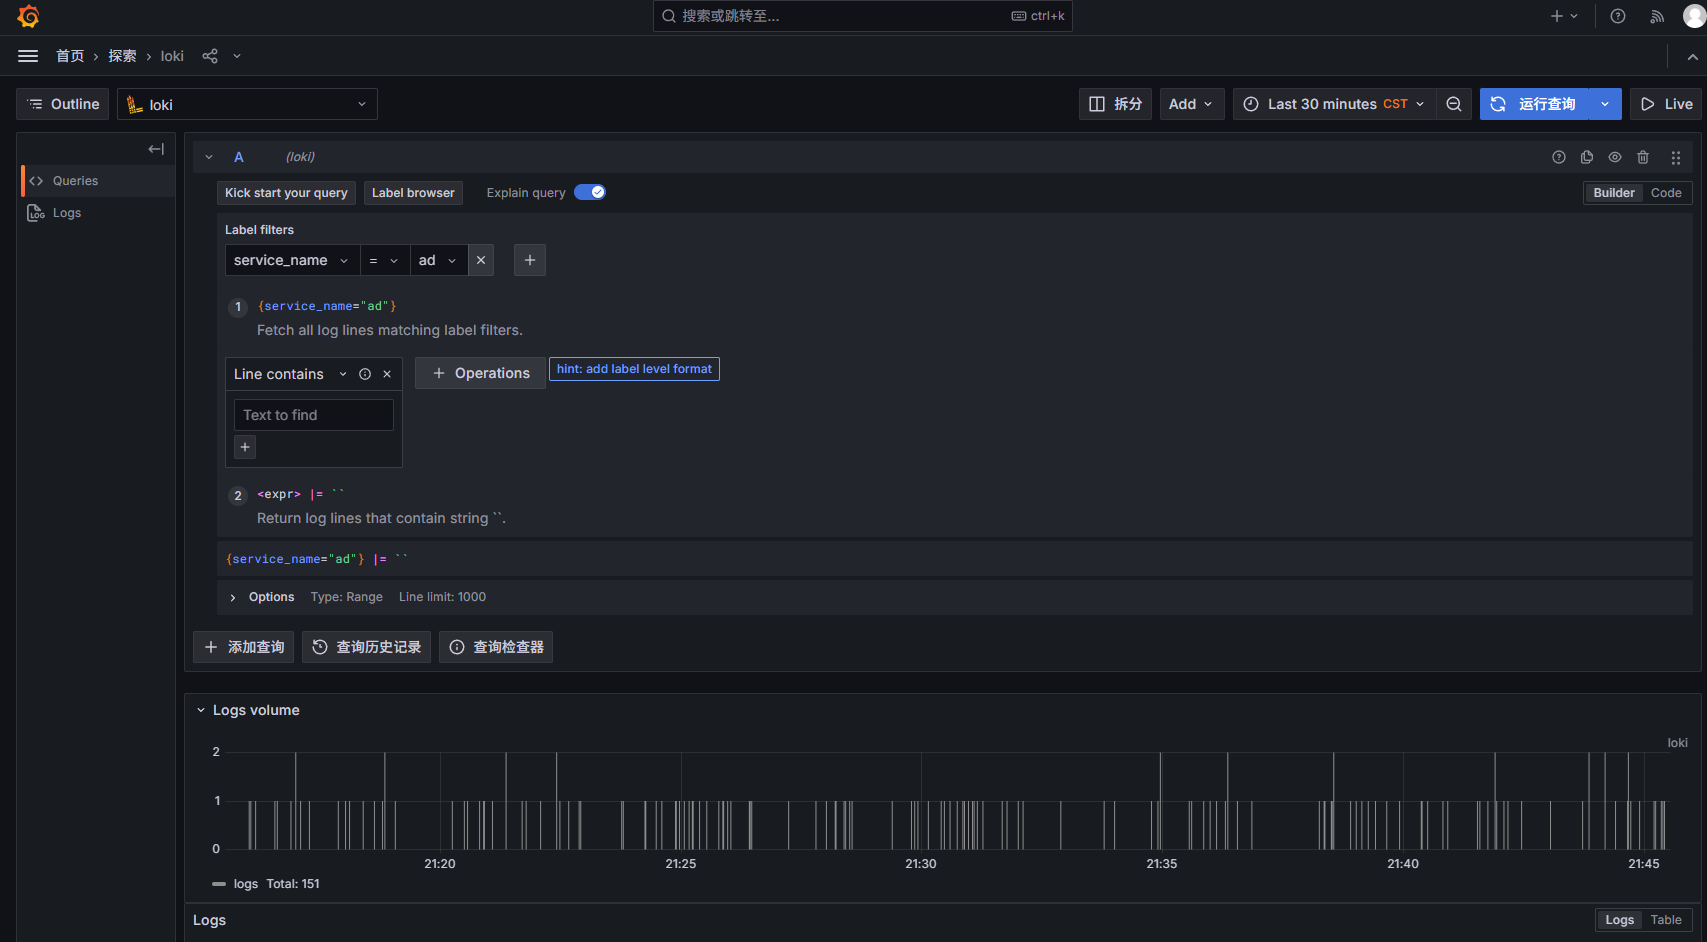 搜索或跳转至...
ctrl+k
首页 › 探索 › loki
Outline
loki
拆分
Add
Last 30 minutes CST
运行查询
Live
Queries
Logs
A (loki)
Kick start your query
Label browser
Explain query
Builder
Code
Label filters
service_name
=
ad
1 {service_name="ad"}
Fetch all log lines matching label filters.
Line contains
Operations
hint: add label level format
Text to find
2 <expr> |= ``
Return log lines that contain string ``.
{service_name="ad"} |= ``
Options Type: Range Line limit: 1000
添加查询
查询历史记录
查询检查器
Logs volume
loki
2
1
0
21:20 21:25 21:30 21:35 21:40 21:45
logs Total: 151
Logs
Logs
Table